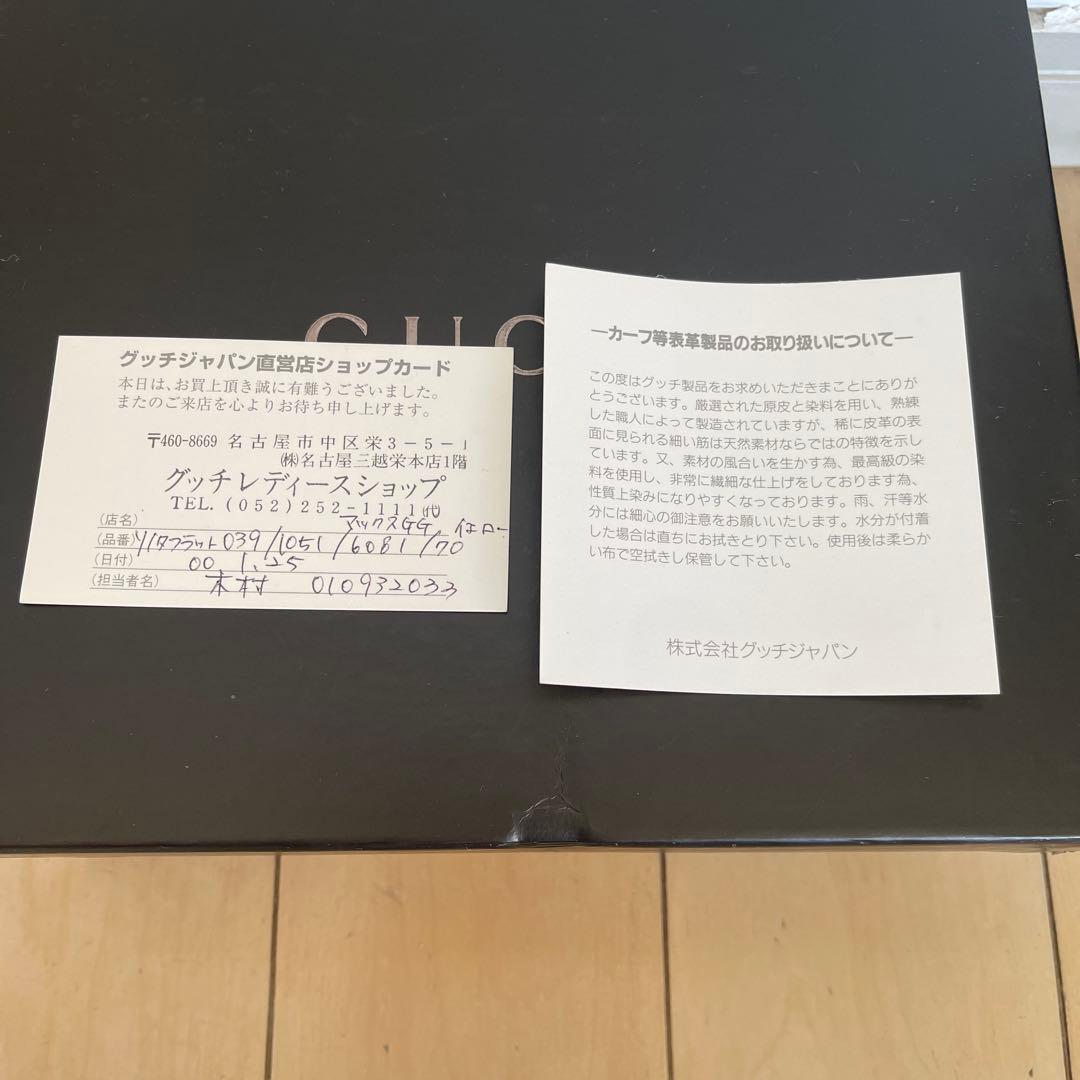 GUC
グッチジャパン直営店ショップカード
本日は、お買上頂き誠に有難うございました。
またのご来店を心よりお待ち申し上げます。
〒460-8669 名古屋市中区栄3-5-1
㈱名古屋三越栄本店1階
グッチレディースショップ
TEL. (052) 252-1111㈹
(店名)
マックスGG イエロー
(品番) リノタフラット 039/1051/6081/70
(日付) 00, 1, 25
(担当者名) 木村 010932033
―カーフ等表革製品のお取り扱いについて―
この度はグッチ製品をお求めいただきまことにありが
とうございます。厳選された原皮と染料を用い、熟練
した職人によって製造されていますが、稀に皮革の表
面に見られる細い筋は天然素材ならではの特徴を示し
ています。又、素材の風合いを生かす為、最高級の染
料を使用し、非常に繊細な仕上げをしております為、
性質上染みになりやすくなっております。雨、汗等水
分には細心の御注意をお願いいたします。水分が付着
した場合は直ちにお拭きとり下さい。使用後は柔らか
い布で空拭きし保管して下さい。
株式会社グッチジャパン